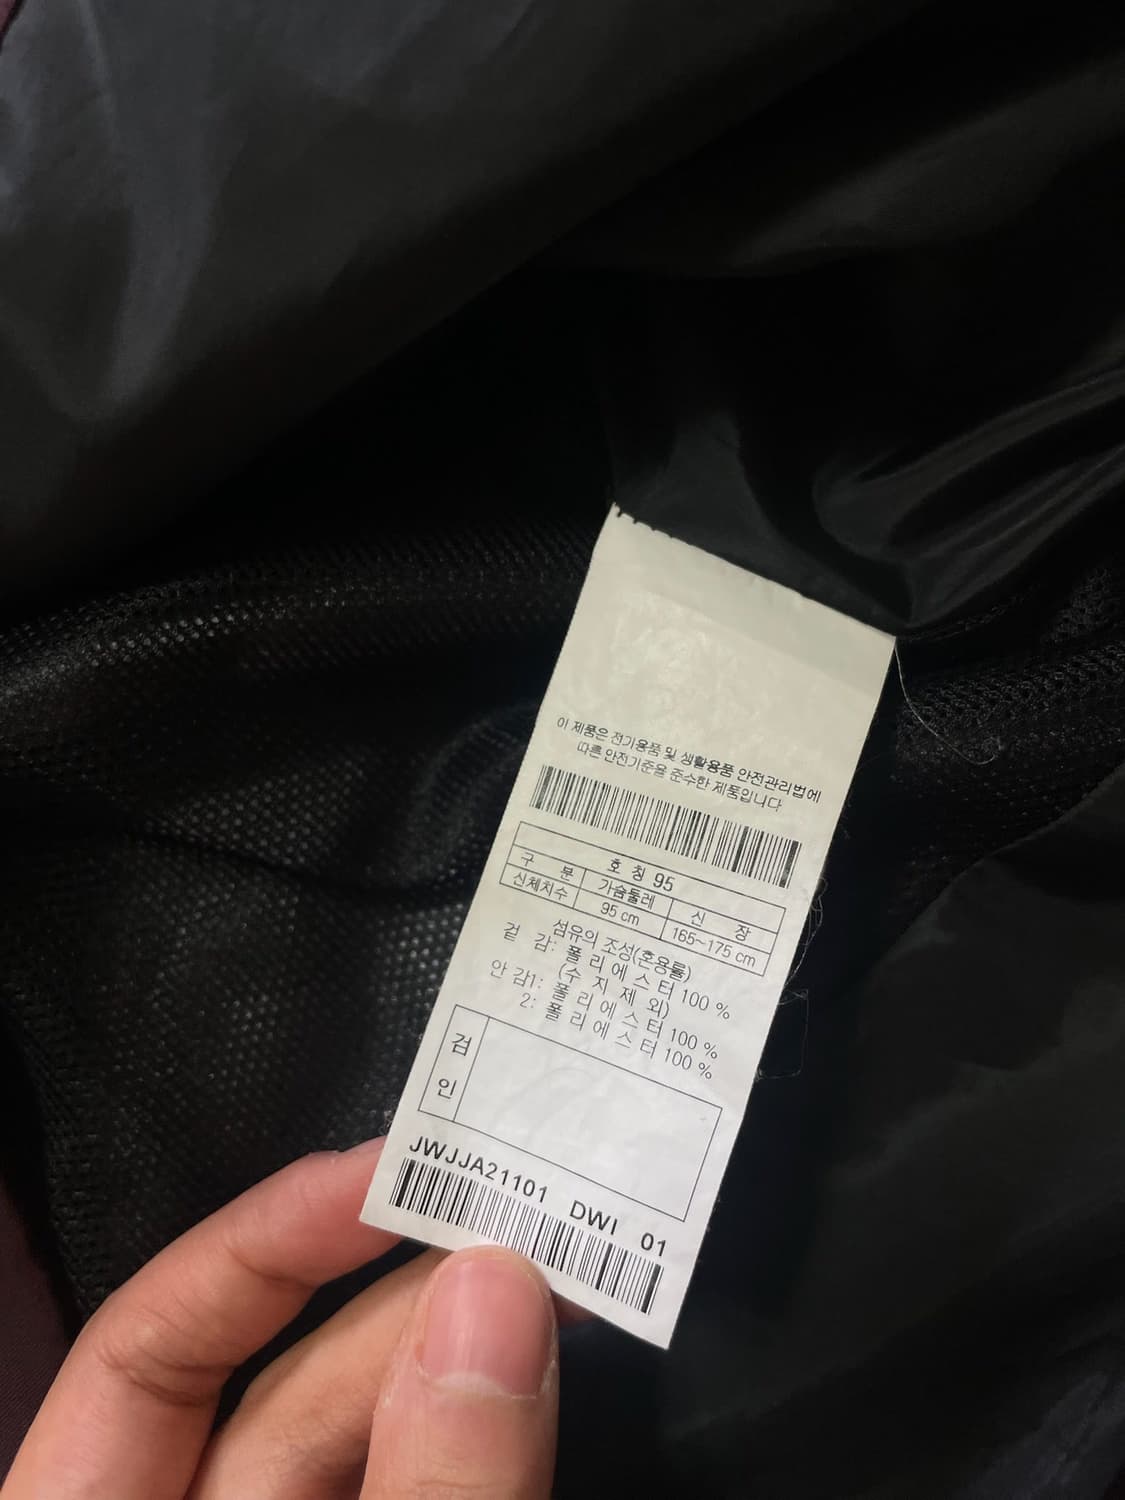 이 제품은 전기용품 및 생활용품 안전관리법에
따른 안전기준을 준수한 제품입니다
호 칭 95
구 분 가슴둘레 신 장
신체치수 95 cm 165~175 cm
섬유의 조성(혼용률)
겉 감: 폴 리 에 스 터 100 %
(수 지 제 외)
안 감1: 폴 리 에 스 터 100 %
2: 폴 리 에 스 터 100 %
검
인
JWJJA21101 DWI 01